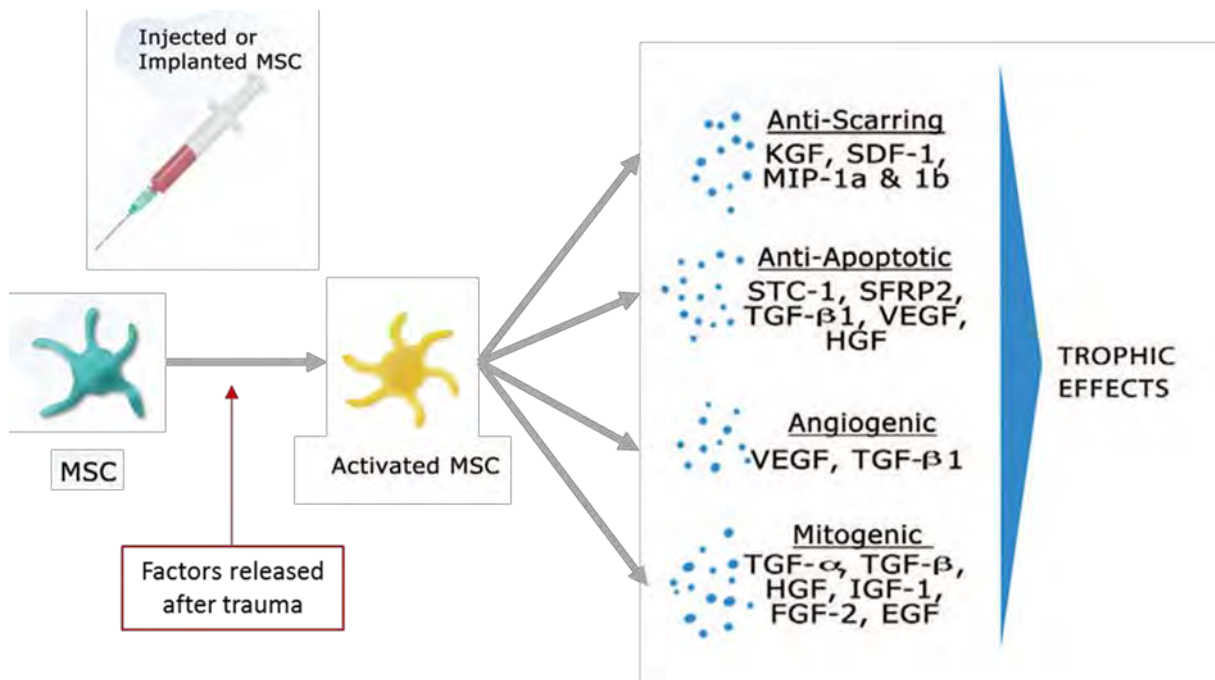 Injected or
Implanted MSC
MSC
Factors released
after trauma
Activated MSC
Anti-Scarring
KGF, SDF-1,
MIP-1a & 1b
Anti-Apoptotic
STC-1, SFRP2,
TGF-β1, VEGF,
HGF
Angiogenic
VEGF, TGF-β1
Mitogenic
TGF-α, TGF-β,
HGF, IGF-1,
FGF-2, EGF
TROPHIC
EFFECTS